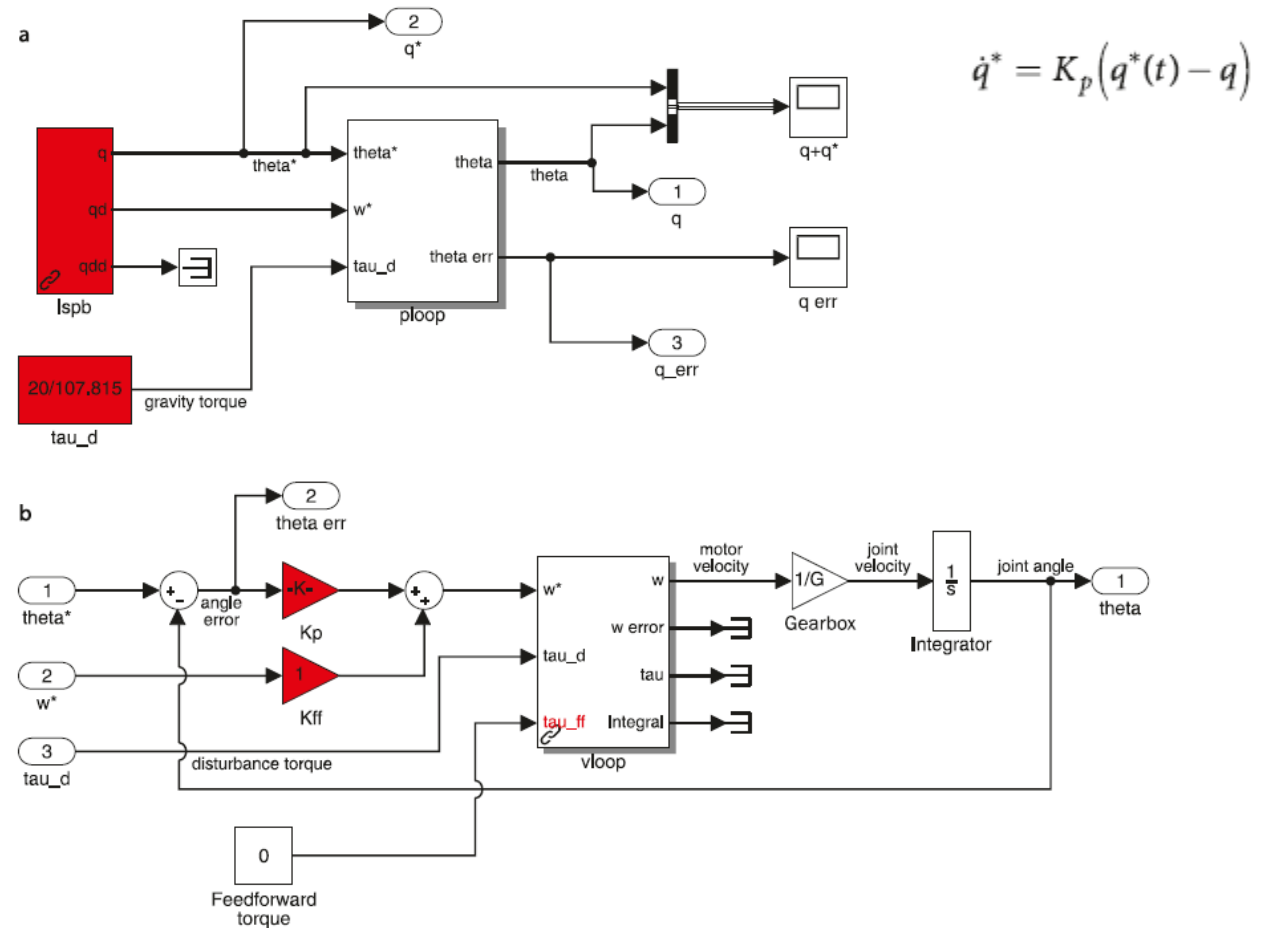 a
2
q*
q̇* = Kp(q*(t) − q)
q
theta*
theta*
theta
theta
q+q*
1
q
qd
w*
qdd
tau_d
theta err
lspb
ploop
q err
3
q_err
20/107,815
gravity torque
tau_d
b
2
theta err
1
theta*
+
-
angle
error
-K-
Kp
+
+
w*
w
motor
velocity
1/G
Gearbox
joint
velocity
1
s
Integrator
joint angle
1
theta
w error
2
w*
1
Kff
tau_d
tau
tau_ff
Integral
vloop
3
tau_d
disturbance torque
0
Feedforward
torque